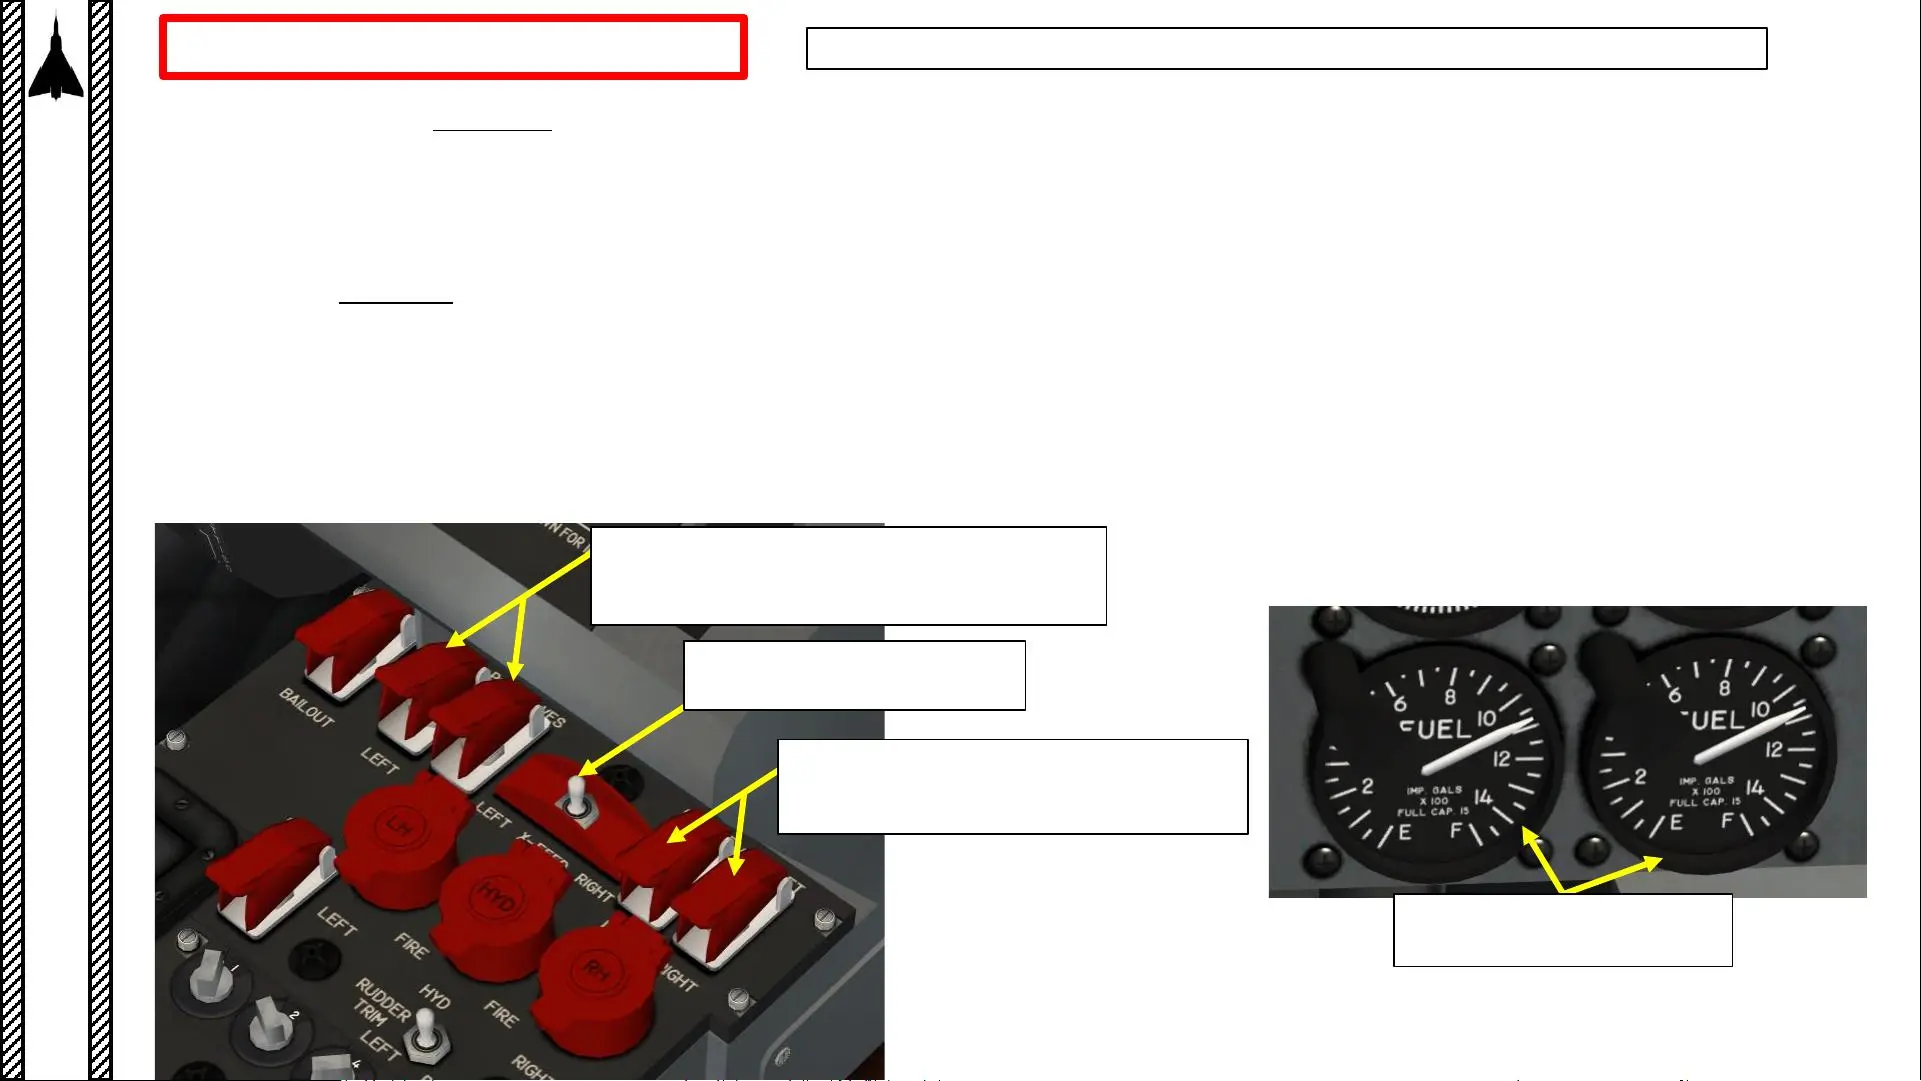 BAILOUT
LEFT
LEFT
RIGHT
LH
HYD
RH
LEFT
FIRE
HYD
FIRE
RIGHT
RUDDER
TRIM
LEFT
1
2
4
6
8
10
FUEL
12
2
IMP. GALS
X 100
FULL CAP. 15
14
E
F
6
8
10
UEL
12
2
IMP. GALS
X 100
FULL CAP. 15
14
E
F